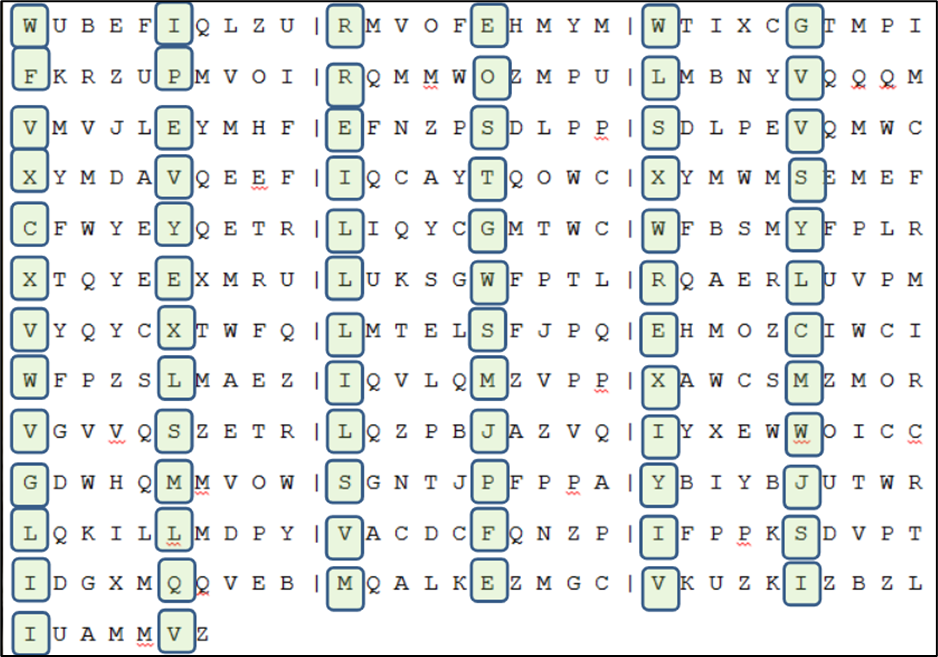 W U B E F I Q L Z U | R M V O F E H M Y M | W T I X C G T M P I
F K R Z U P M V O I | R Q M M W O Z M P U | L M B N Y V Q Q Q M
V M V J L E Y M H F | E F N Z P S D L P P | S D L P E V Q M W C
X Y M D A V Q E E F | I Q C A Y T Q O W C | X Y M W M S E M E F
C F W Y E Y Q E T R | L I Q Y C G M T W C | W F B S M Y F P L R
X T Q Y E E X M R U | L U K S G W F P T L | R Q A E R L U V P M
V Y Q Y C X T W F Q | L M T E L S F J P Q | E H M O Z C I W C I
W F P Z S L M A E Z | I Q V L Q M Z V P P | X A W C S M Z M O R
V G V V Q S Z E T R | L Q Z P B J A Z V Q | I Y X E W W O I C C
G D W H Q M M V O W | S G N T J P F P P A | Y B I Y B J U T W R
L Q K I L L M D P Y | V A C D C F Q N Z P | I F P P K S D V P T
I D G X M Q Q V E B | M Q A L K E Z M G C | V K U Z K I Z B Z L
I U A M M V Z